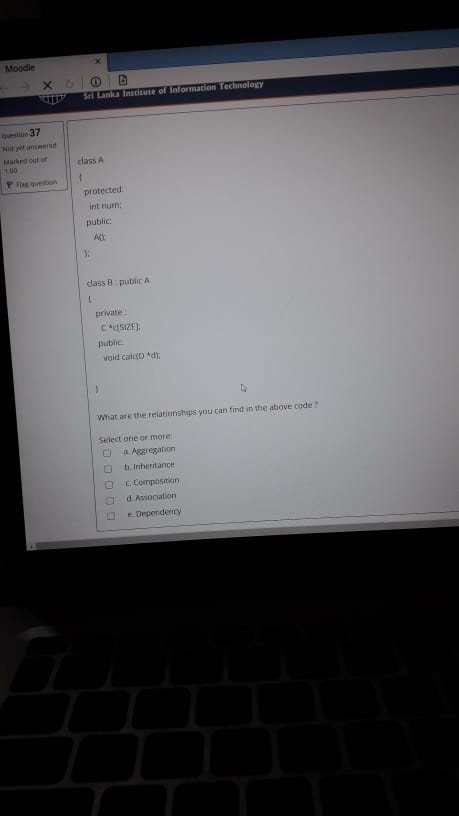 Moodle
Sri Lanka Institute of Information Technology
Question 37
Not yet answered
Marked out of
1.00
Flag question
class A
{
protected:
int num;
public:
A();
};
class B : public A
{
private :
C *c[SIZE];
public:
void calc(D *d);
}
What are the relationships you can find in the above code ?
Select one or more:
a. Aggregation
b. Inheritance
c. Composition
d. Association
e. Dependency